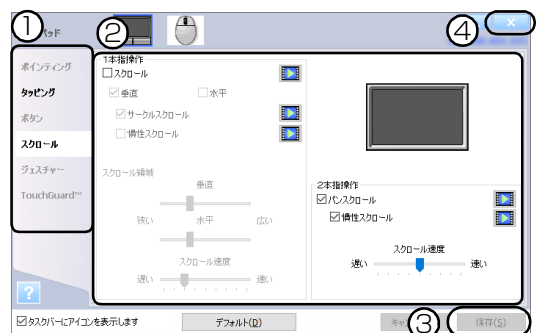 ① ② ④
パッド
×
ポインティング
タッピング
ボタン
スクロール
ジェスチャー
TouchGuard™
1本指操作
スクロール
垂直 水平
サークルスクロール
慣性スクロール
スクロール領域
垂直
狭い 水平 広い
スクロール速度
遅い 速い
2本指操作
パンスクロール
慣性スクロール
スクロール速度
遅い 速い
?
タスクバーにアイコンを表示します
デフォルト(D)
キャ
③
保存(S)